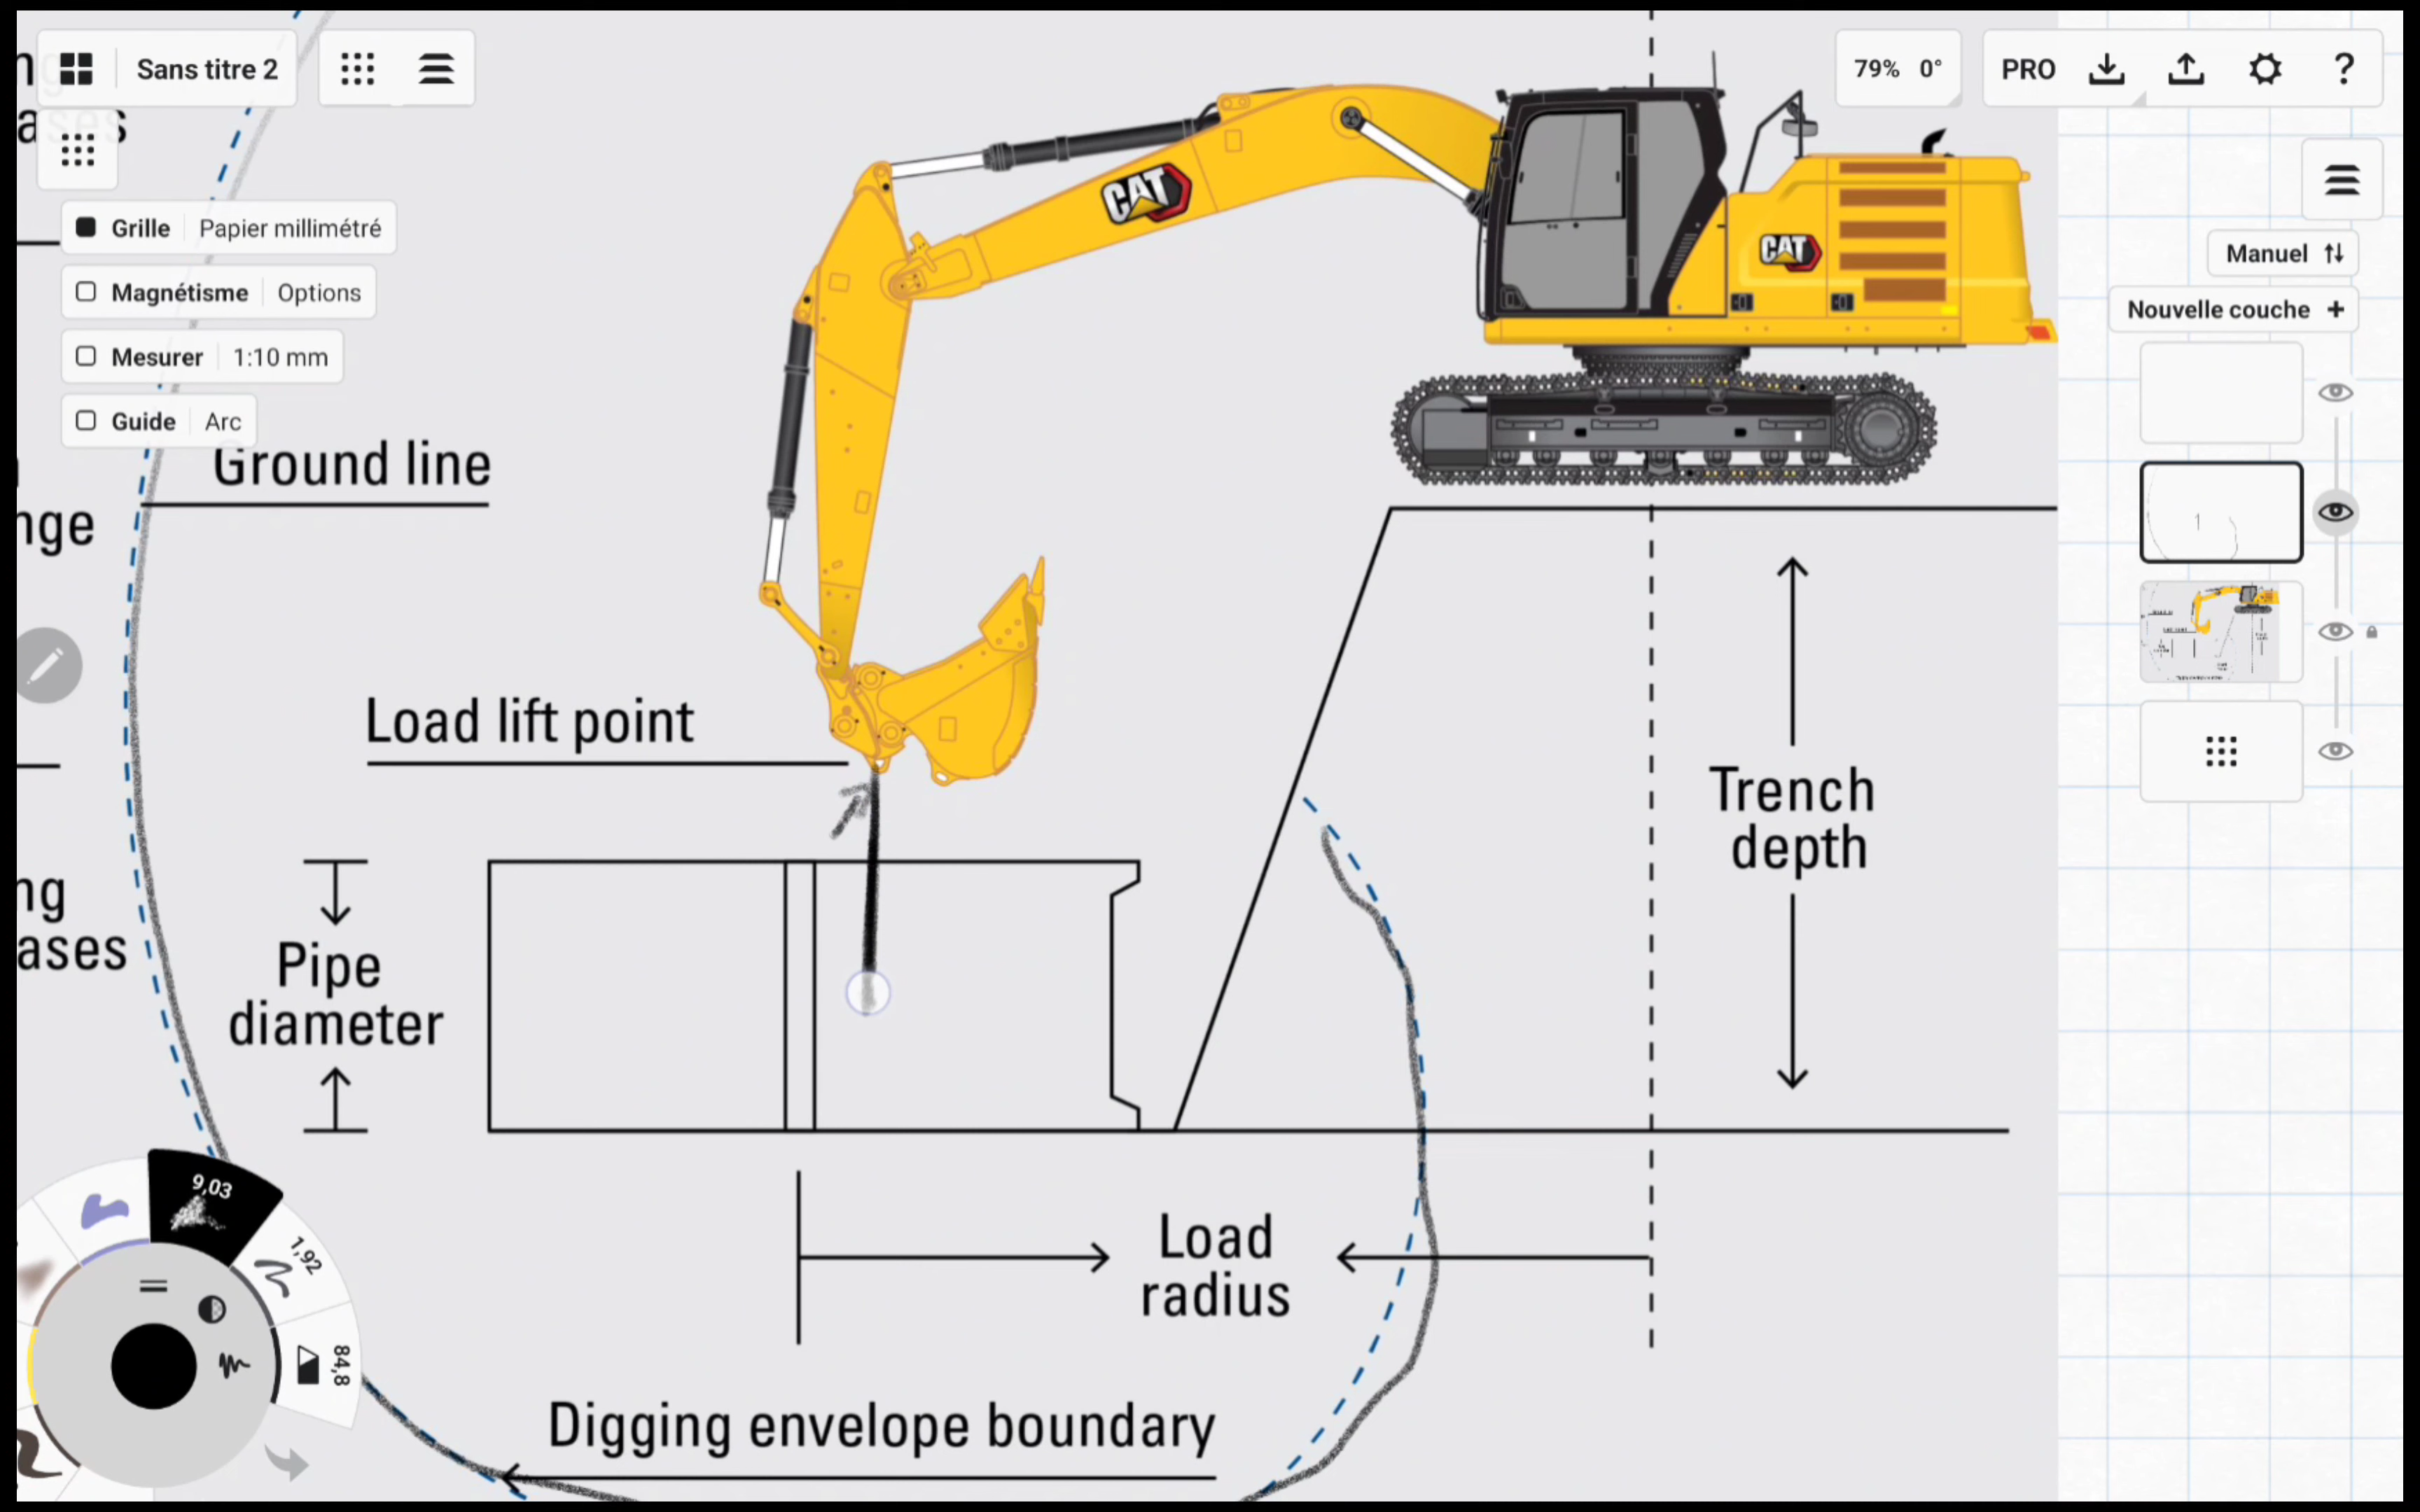 Sans titre 2
79% 0°
PRO
?
ases
Grille Papier millimétré
Magnétisme Options
Mesurer 1:10 mm
Guide Arc
Manuel
Nouvelle couche +
CAT
CAT
Ground line
nge
Load lift point
Trench
depth
ng
ases
Pipe
diameter
Load
radius
Digging envelope boundary
9,03
1,92
84,8